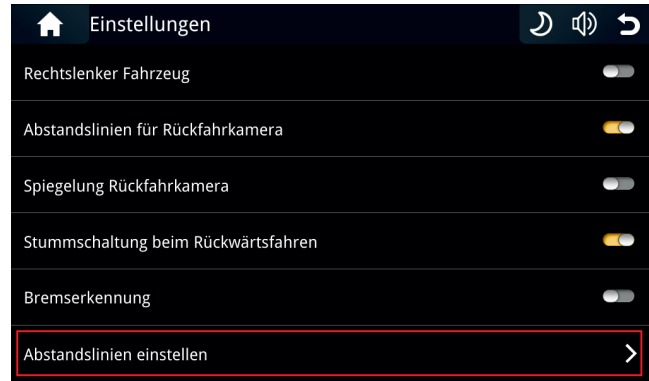 Einstellungen
Rechtslenker Fahrzeug
Abstandslinien für Rückfahrkamera
Spiegelung Rückfahrkamera
Stummschaltung beim Rückwärtsfahren
Bremserkennung
Abstandslinien einstellen